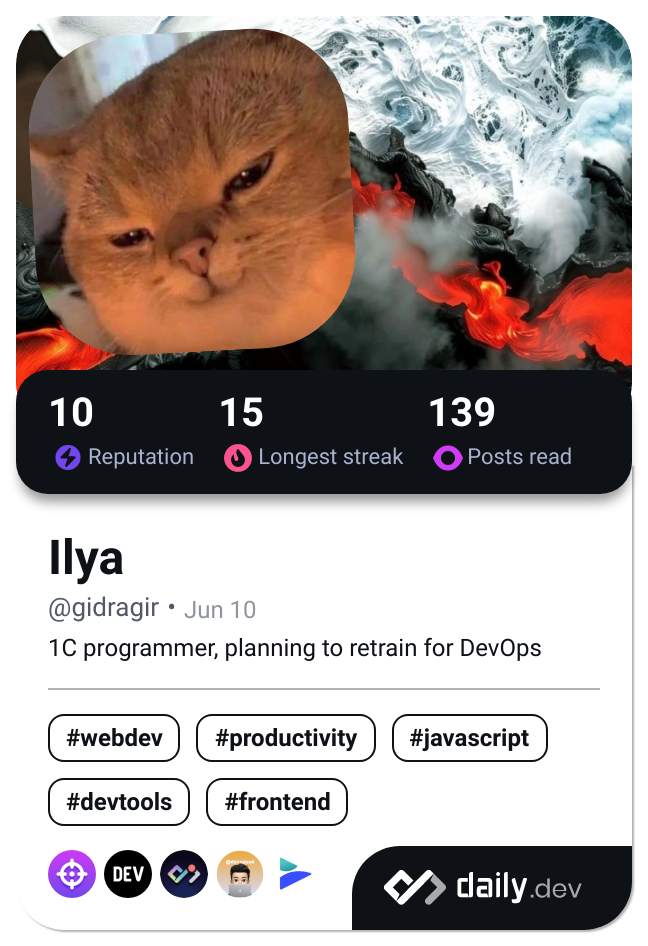 10 15 139
Reputation Longest streak Posts read
Ilya
@gidragir • Jun 10
1C programmer, planning to retrain for DevOps
#webdev #productivity #javascript
#devtools #frontend
DEV daily.dev